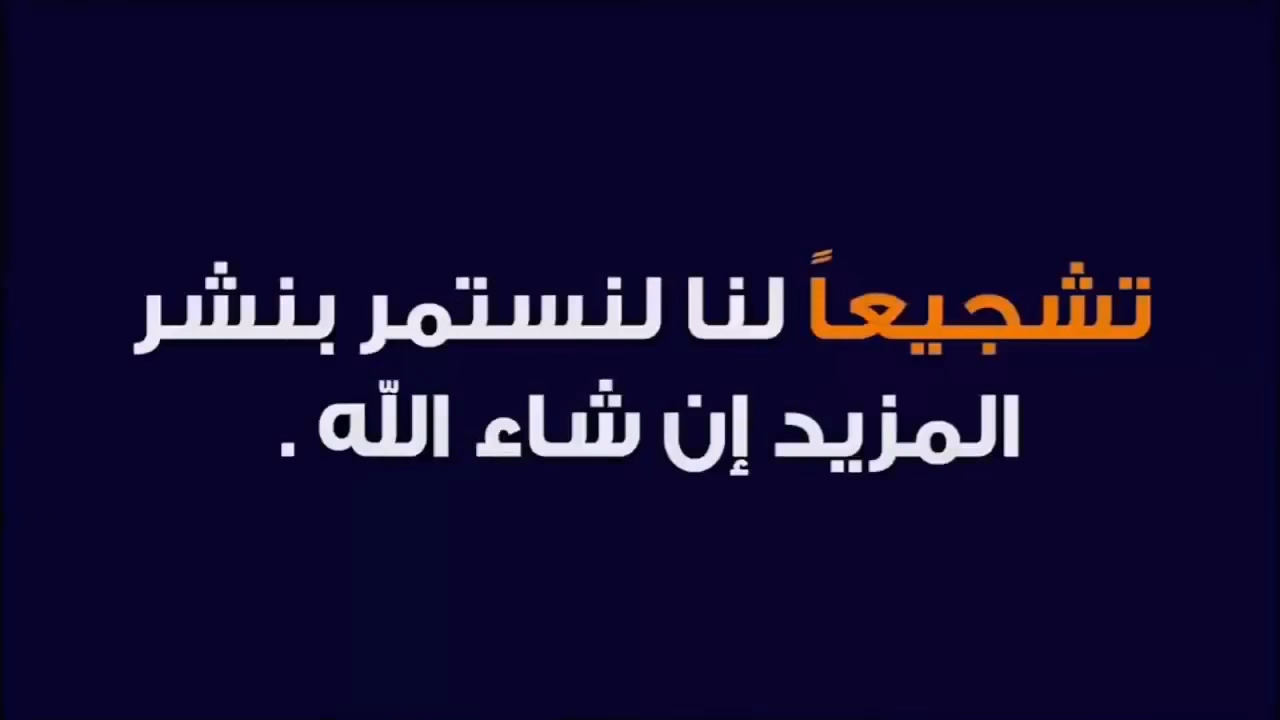 تشجيعاً لنا لنستمر بنشر
المزيد إن شاء اللّه .